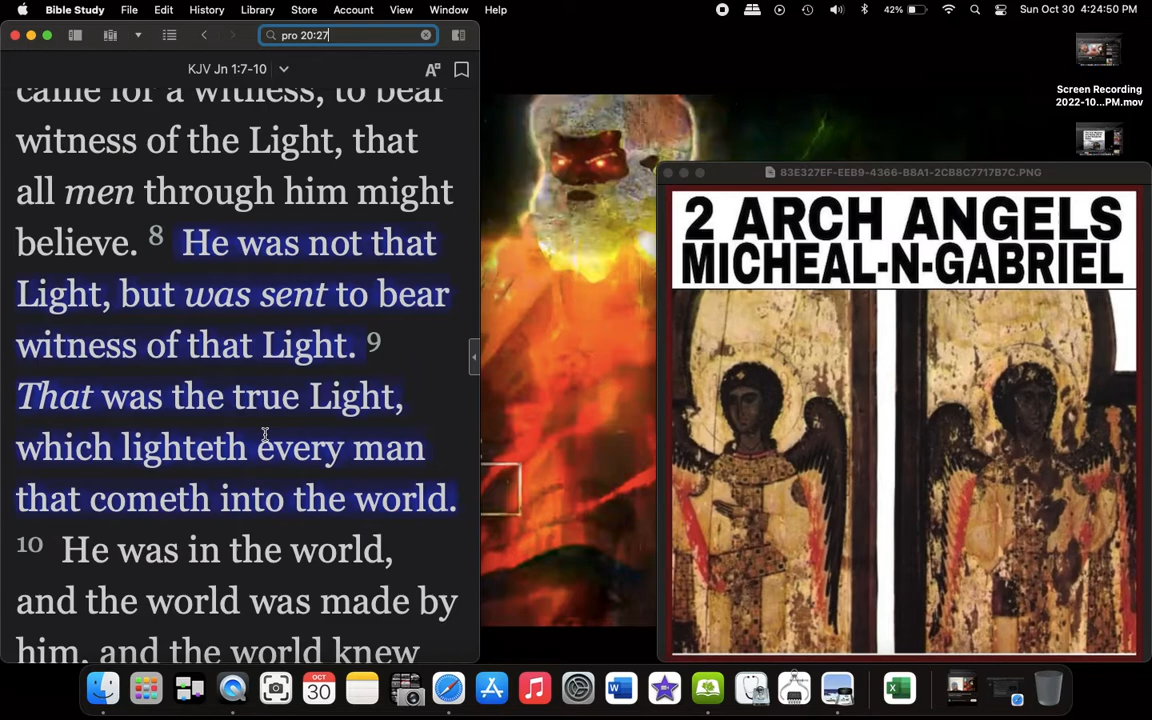 Bible Study File Edit History Library Store Account View Window Help
42% Sun Oct 30 4:24:50 PM
pro 20:27
KJV Jn 1:7-10
came for a witness, to bear
witness of the Light, that
all men through him might
believe. 8 He was not that
Light, but was sent to bear
witness of that Light. 9
That was the true Light,
which lighteth every man
that cometh into the world.
10 He was in the world,
and the world was made by
him, and the world knew
Screen Recording
2022-10...PM.mov
83E327EF-EEB9-4366-B8A1-2CB8C7717B7C.PNG
2 ARCH ANGELS
MICHEAL-N-GABRIEL
OCT
30